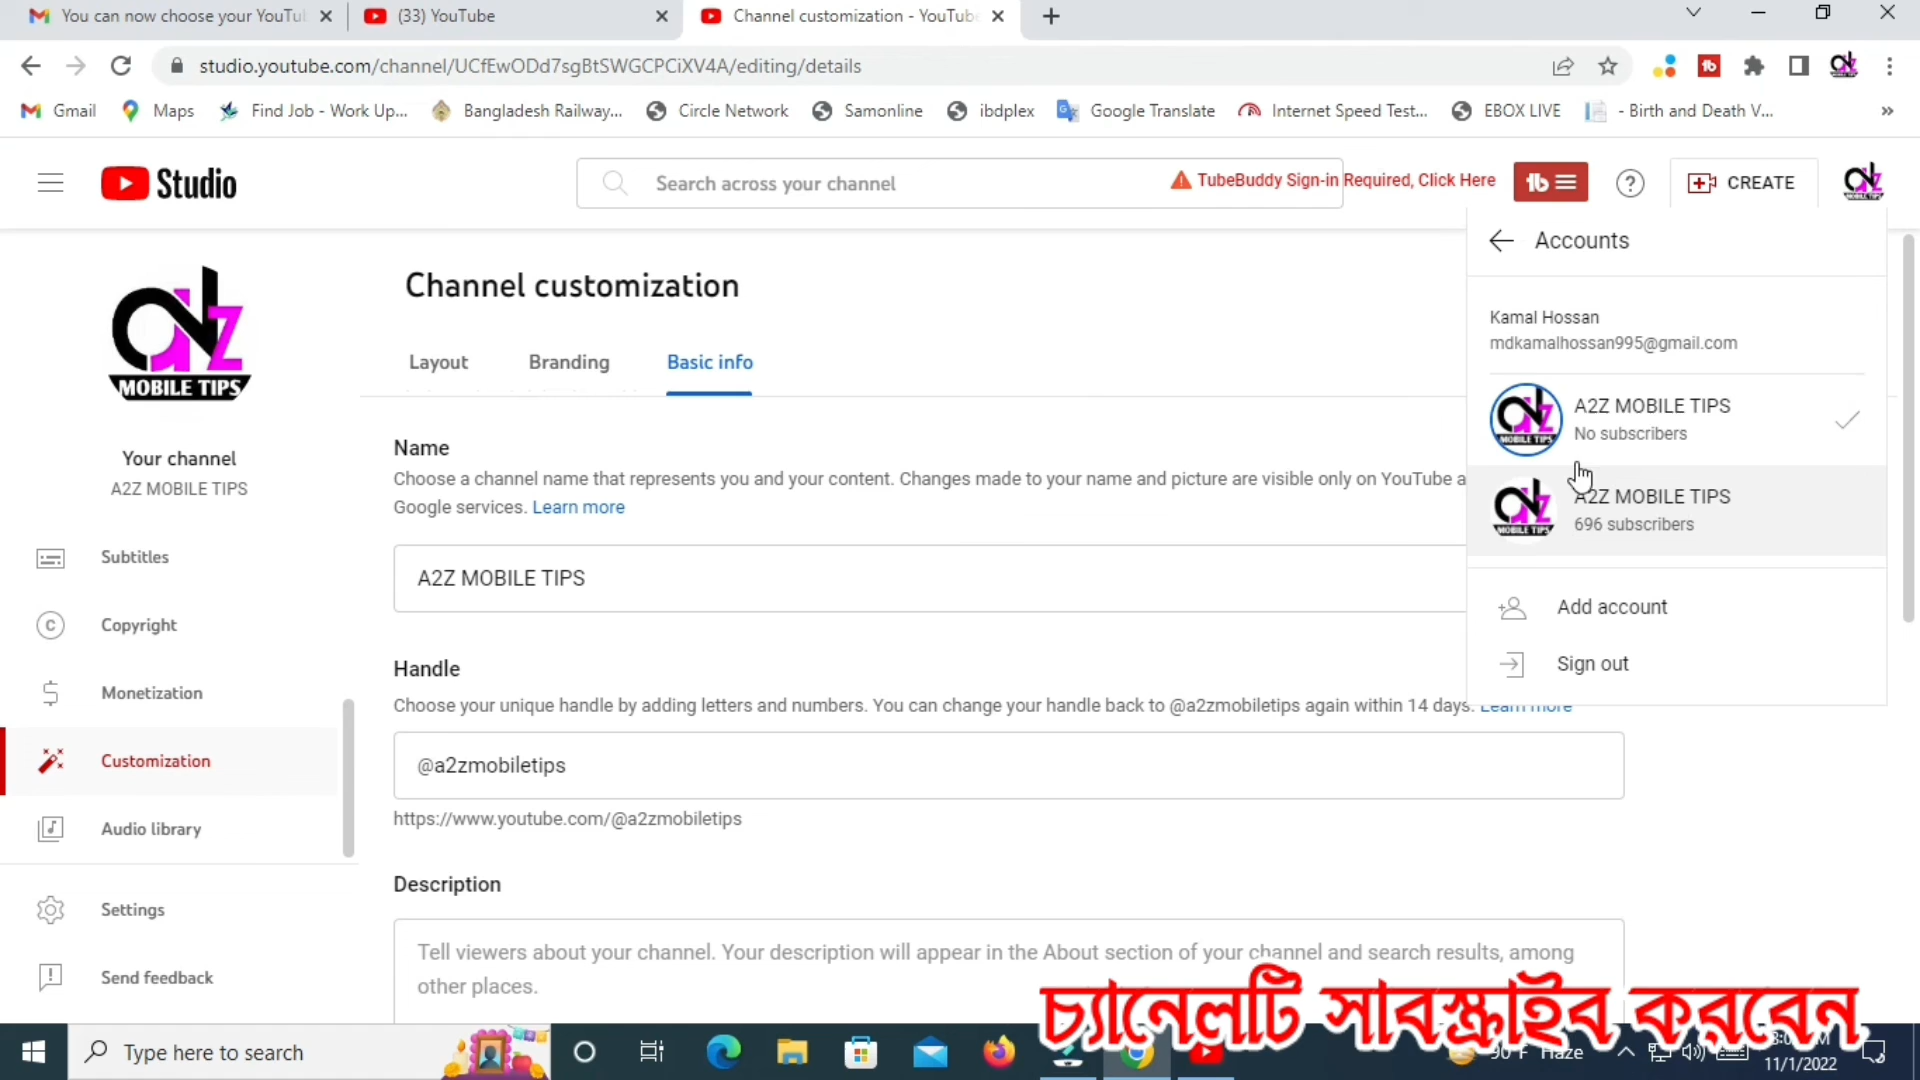 You can now choose your YouTu
(33) YouTube
Channel customization - YouTub
studio.youtube.com/channel/UCfEwODd7sgBtSWGCPCiXV4A/editing/details
Gmail
Maps
Find Job - Work Up...
Bangladesh Railway...
Circle Network
Samonline
ibdplex
Google Translate
Internet Speed Test...
EBOX LIVE
- Birth and Death V...
Studio
Search across your channel
TubeBuddy Sign-in Required, Click Here
CREATE
Accounts
Kamal Hossan
mdkamalhossan995@gmail.com
A2Z MOBILE TIPS
No subscribers
A2Z MOBILE TIPS
696 subscribers
Add account
Sign out
MOBILE TIPS
Your channel
A2Z MOBILE TIPS
Subtitles
Copyright
Monetization
Customization
Audio library
Settings
Send feedback
Channel customization
Layout
Branding
Basic info
Name
Choose a channel name that represents you and your content. Changes made to your name and picture are visible only on YouTube a
Google services. Learn more
A2Z MOBILE TIPS
Handle
Choose your unique handle by adding letters and numbers. You can change your handle back to @a2zmobiletips again within 14 days. Learn more
@a2zmobiletips
https://www.youtube.com/@a2zmobiletips
Description
Tell viewers about your channel. Your description will appear in the About section of your channel and search results, among
other places.
চ্যানেলটি সাবস্ক্রাইব করবেন
Type here to search
90°F Haze
11/1/2022